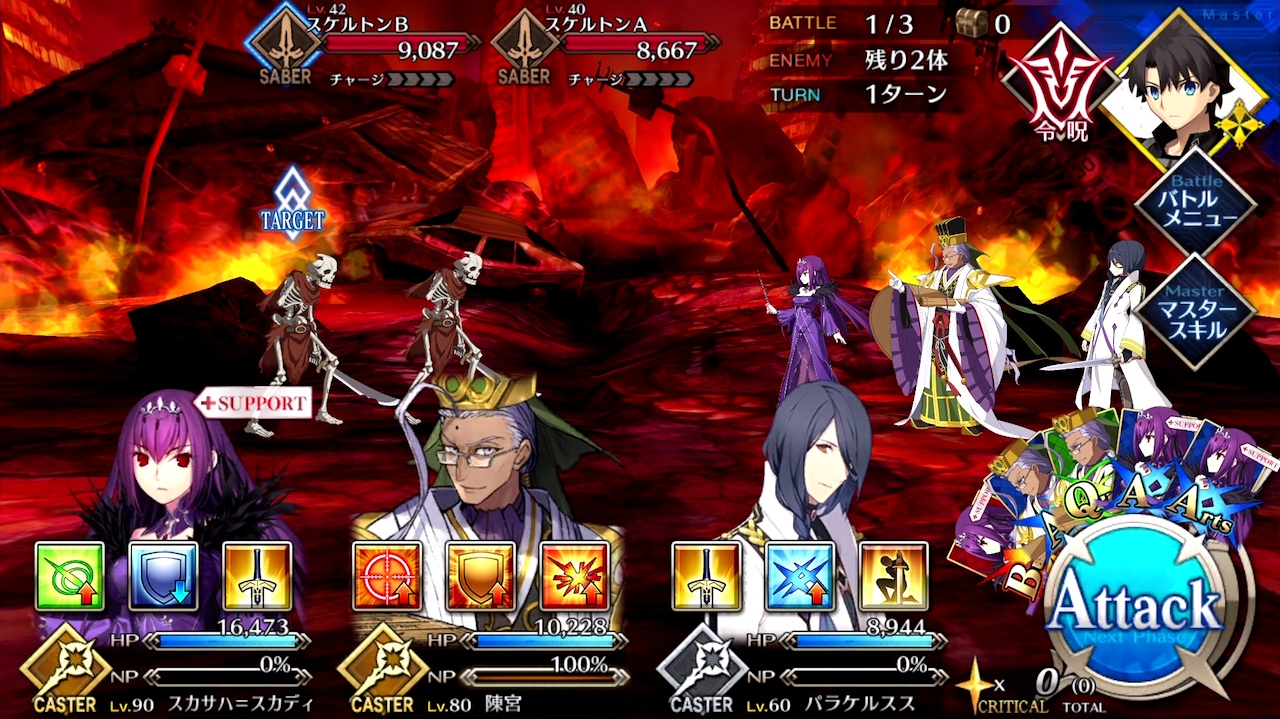 Lv.42
スケルトンB
9,087
SABER
チャージ
Lv.40
スケルトンA
8,667
SABER
チャージ
BATTLE 1/3
0
ENEMY 残り2体
TURN 1ターン
令呪
Master
Battle
バトル
メニュー
Master
マスター
スキル
TARGET
+SUPPORT
HP 16,473
NP 0%
CASTER Lv.90 スカサハ=スカディ
HP 10,228
NP 100%
CASTER Lv.80 陳宮
HP 8,944
NP 0%
CASTER Lv.60 パラケルスス
Q
A
Arts
Attack
Next Phase
x 0 (0)
CRITICAL TOTAL